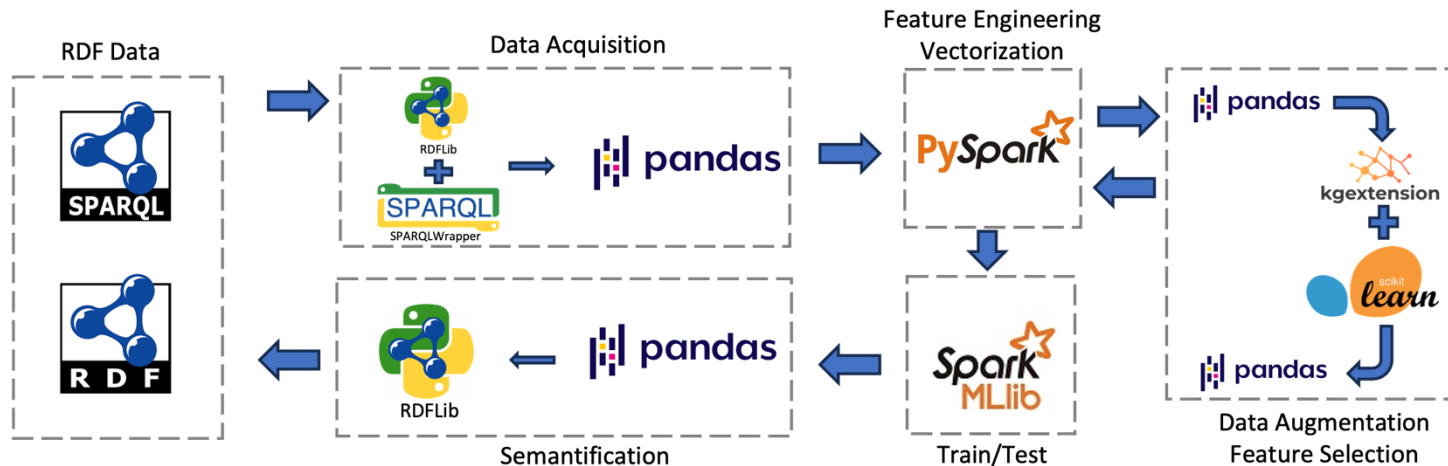 RDF Data
SPARQL
R D F
Data Acquisition
RDFLib
SPARQL
SPARQLWrapper
pandas
Feature Engineering
Vectorization
PySpark
pandas
kgextension
scikit
learn
pandas
Data Augmentation
Feature Selection
Spark
MLlib
Train/Test
pandas
RDFLib
Semantification